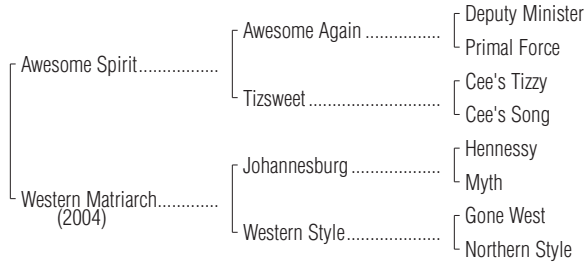 Deputy Minister
Awesome Again ..................
Primal Force
Awesome Spirit................
Cee's Tizzy
Tizsweet ...............................
Cee's Song
Hennessy
Johannesburg .....................
Myth
Western Matriarch.............
(2004)
Gone West
Western Style......................
Northern Style